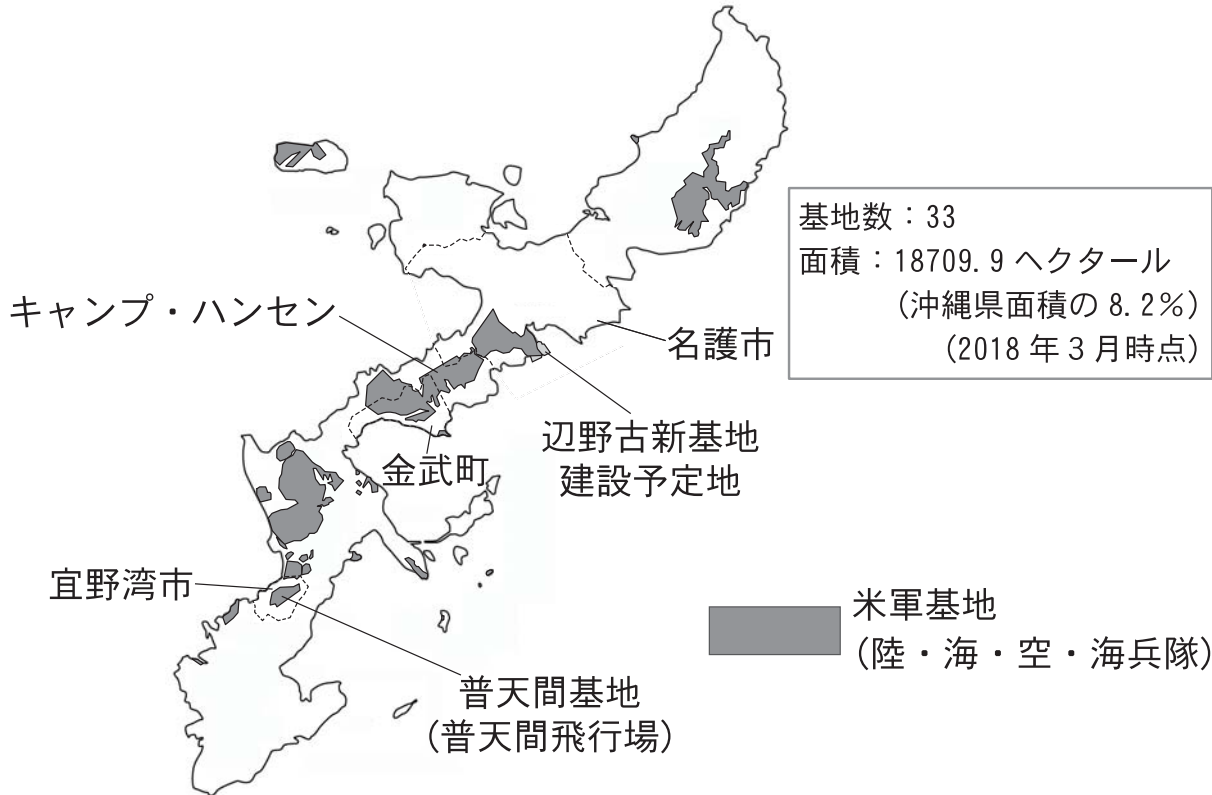 基地数：33
面積：18709.9 ヘクタール
（沖縄県面積の 8.2％）
（2018 年 3 月時点）
キャンプ・ハンセン
名護市
辺野古新基地
建設予定地
金武町
宜野湾市
米軍基地
（陸・海・空・海兵隊）
普天間基地
（普天間飛行場）